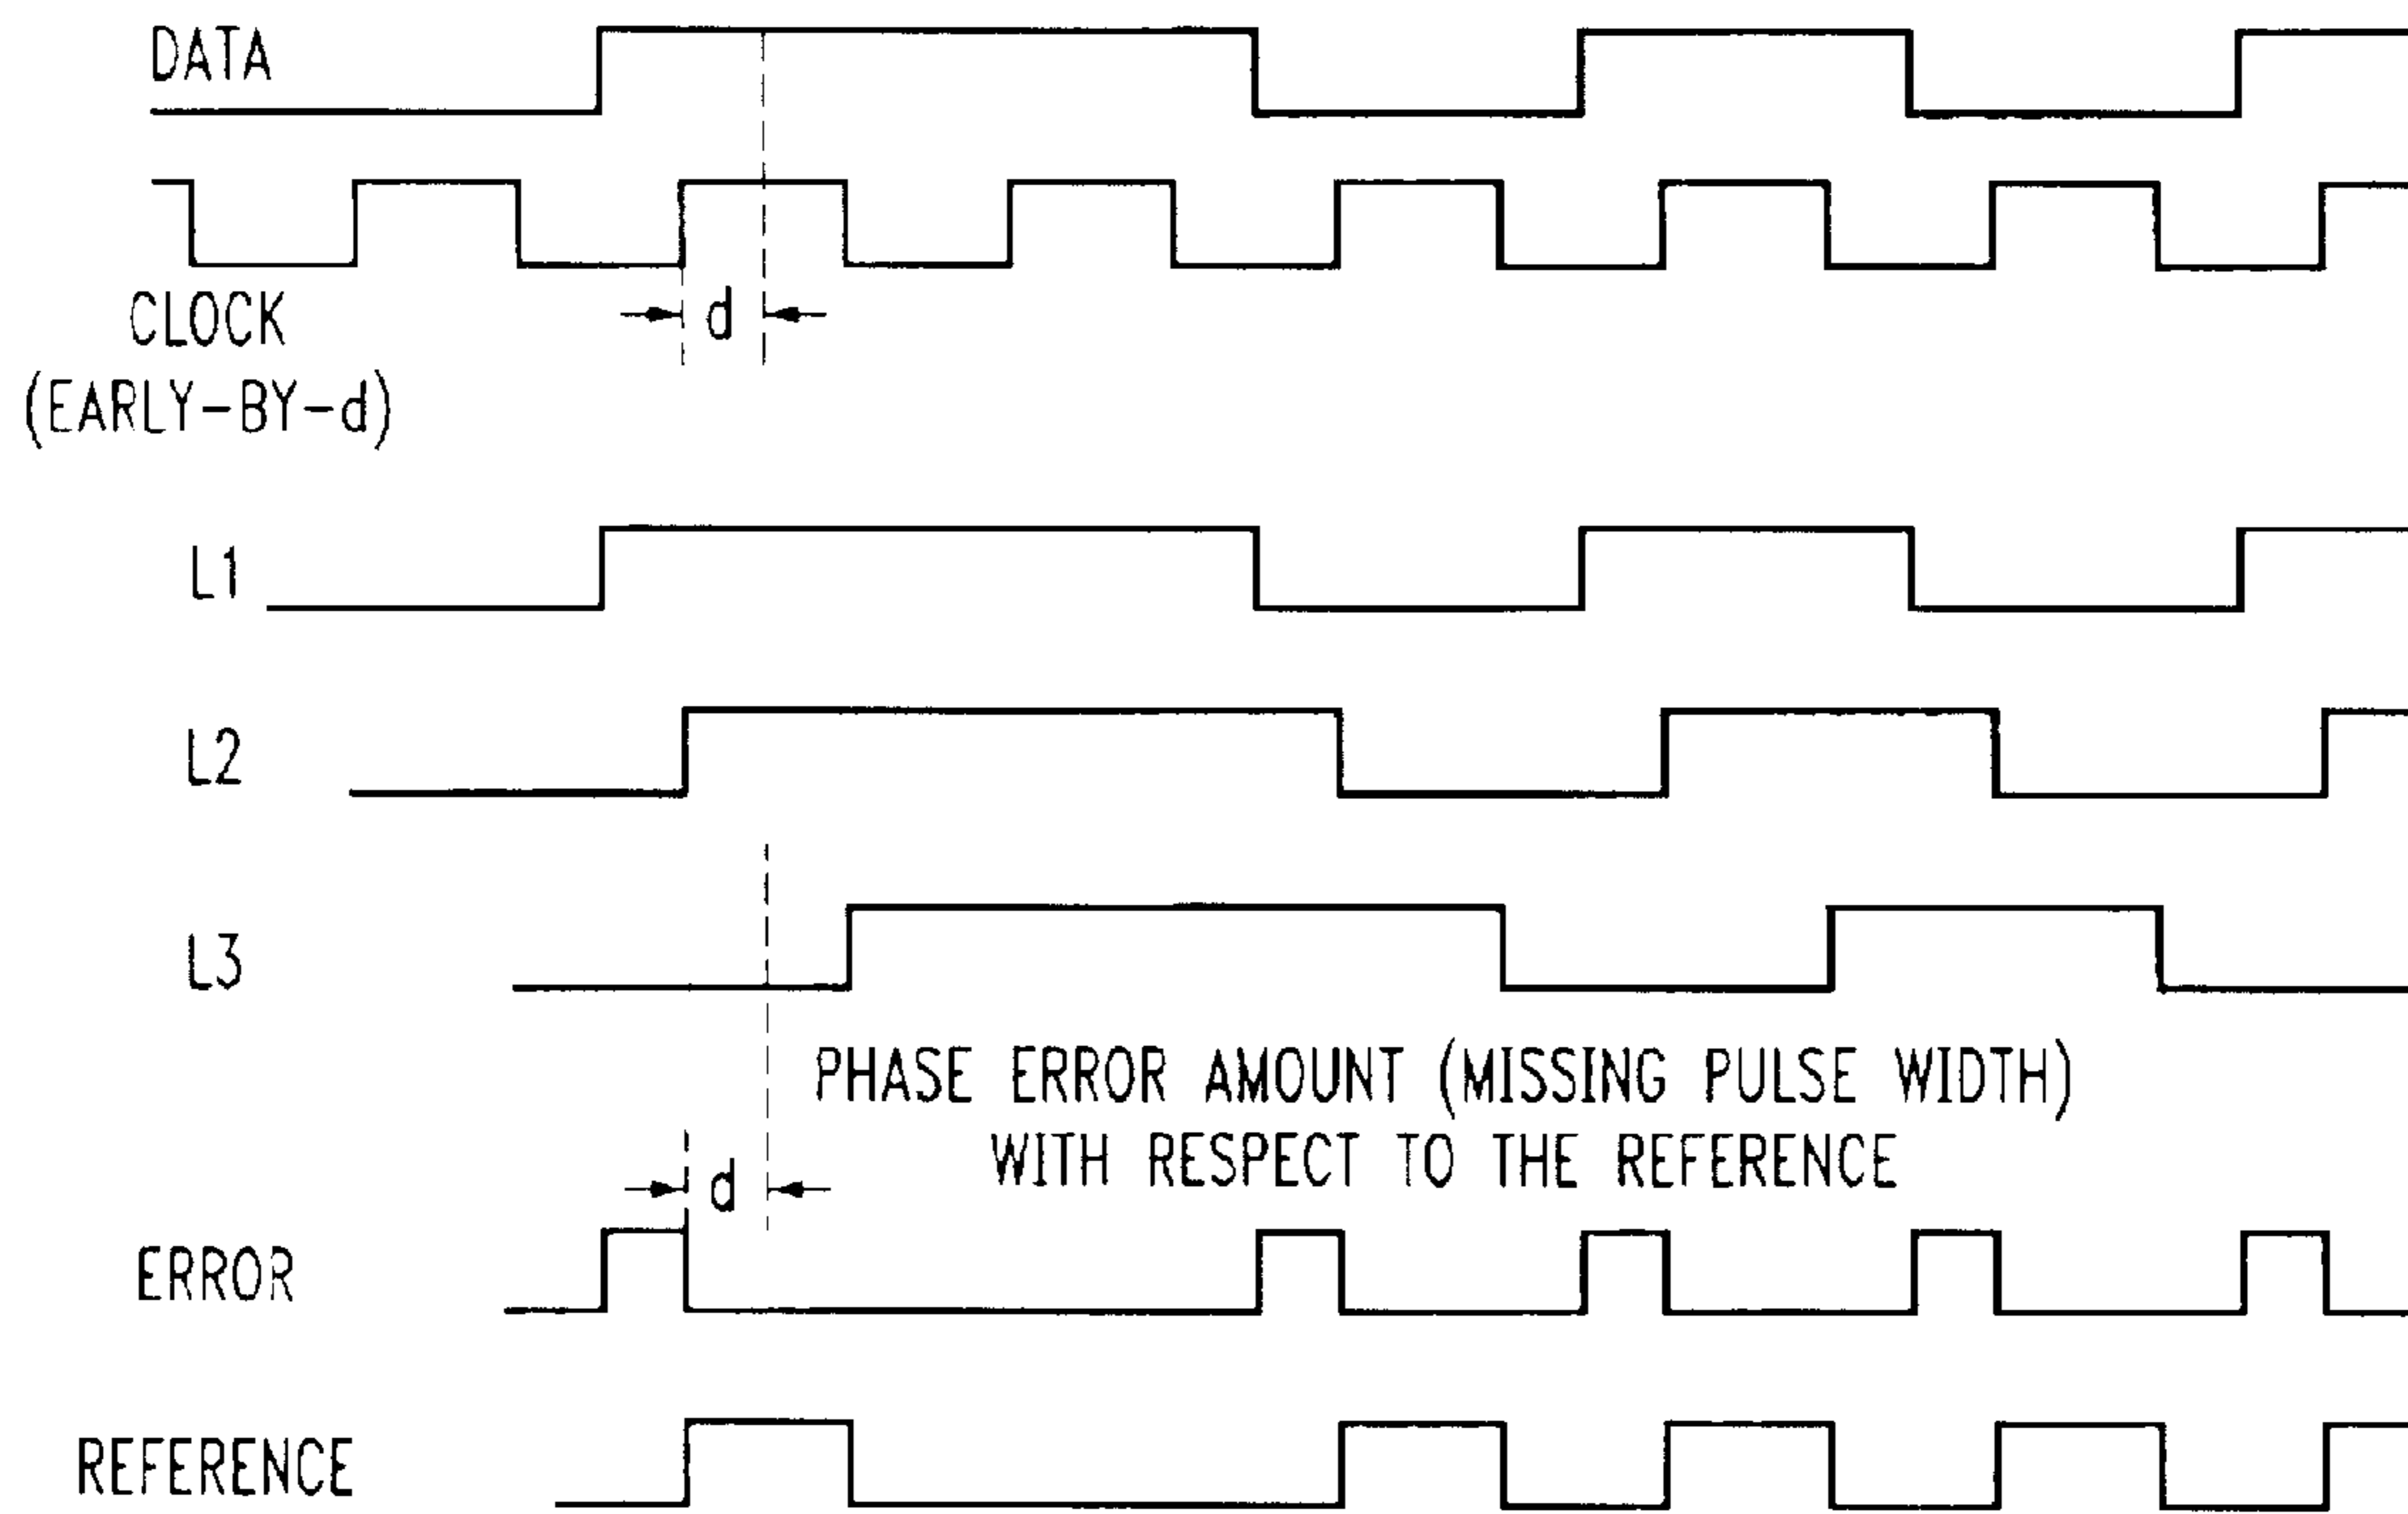 DATA
CLOCK
(EARLY-BY-d)
d
L1
L2
L3
PHASE ERROR AMOUNT (MISSING PULSE WIDTH)
WITH RESPECT TO THE REFERENCE
d
ERROR
REFERENCE